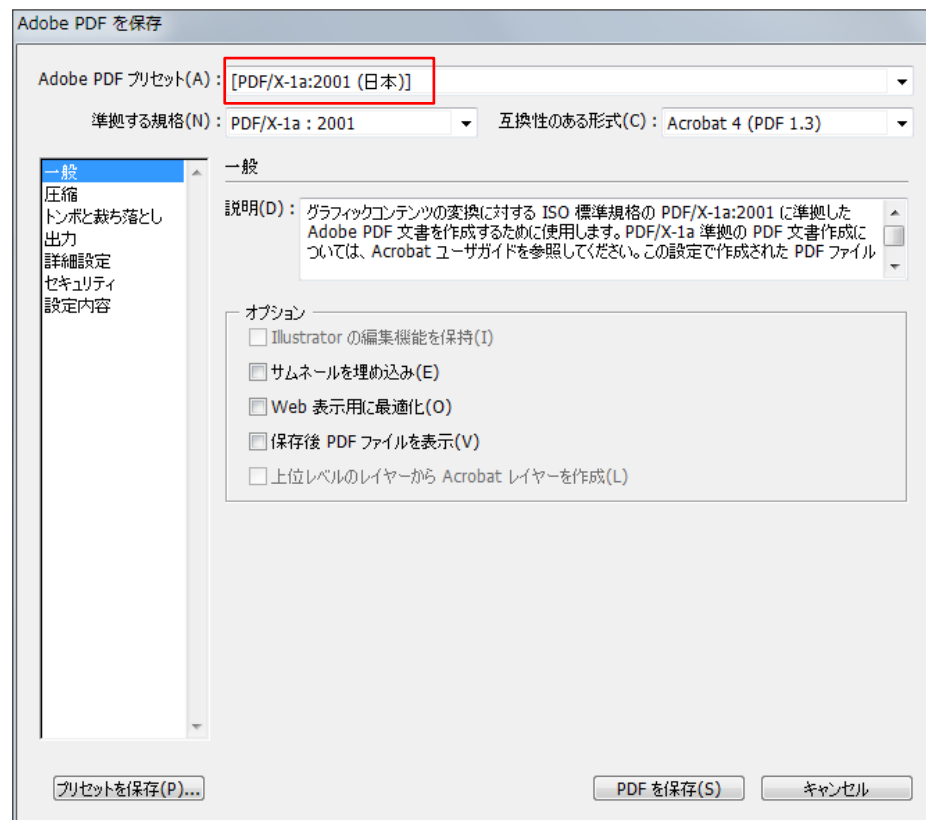 Adobe PDF を保存
Adobe PDF プリセット(A) : [PDF/X-1a:2001 (日本)]
準拠する規格(N) : PDF/X-1a : 2001 互換性のある形式(C) : Acrobat 4 (PDF 1.3)
一般
圧縮
トンボと裁ち落とし
出力
詳細設定
セキュリティ
設定内容
一般
説明(D) : グラフィックコンテンツの変換に対する ISO 標準規格の PDF/X-1a:2001 に準拠した
Adobe PDF 文書を作成するために使用します。PDF/X-1a 準拠の PDF 文書作成に
ついては、Acrobat ユーザガイドを参照してください。この設定で作成された PDF ファイル
オプション
Illustrator の編集機能を保持(I)
サムネールを埋め込み(E)
Web 表示用に最適化(O)
保存後 PDF ファイルを表示(V)
上位レベルのレイヤーから Acrobat レイヤーを作成(L)
プリセットを保存(P)... PDF を保存(S) キャンセル